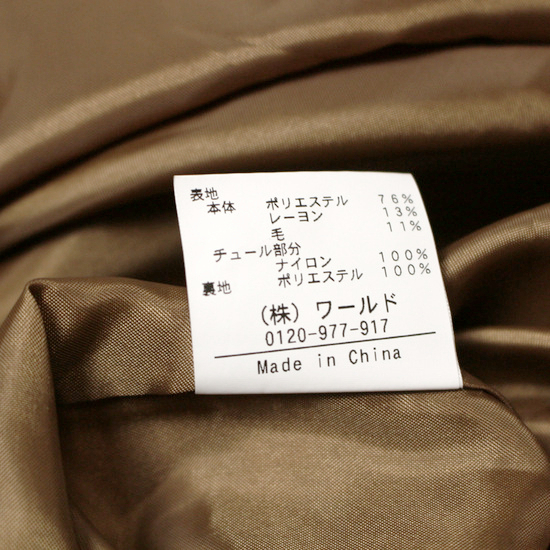 表地
本体 ポリエステル 76%
レーヨン 13%
毛 11%
チュール部分
ナイロン 100%
裏地 ポリエステル 100%
(株) ワールド
0120-977-917
Made in China